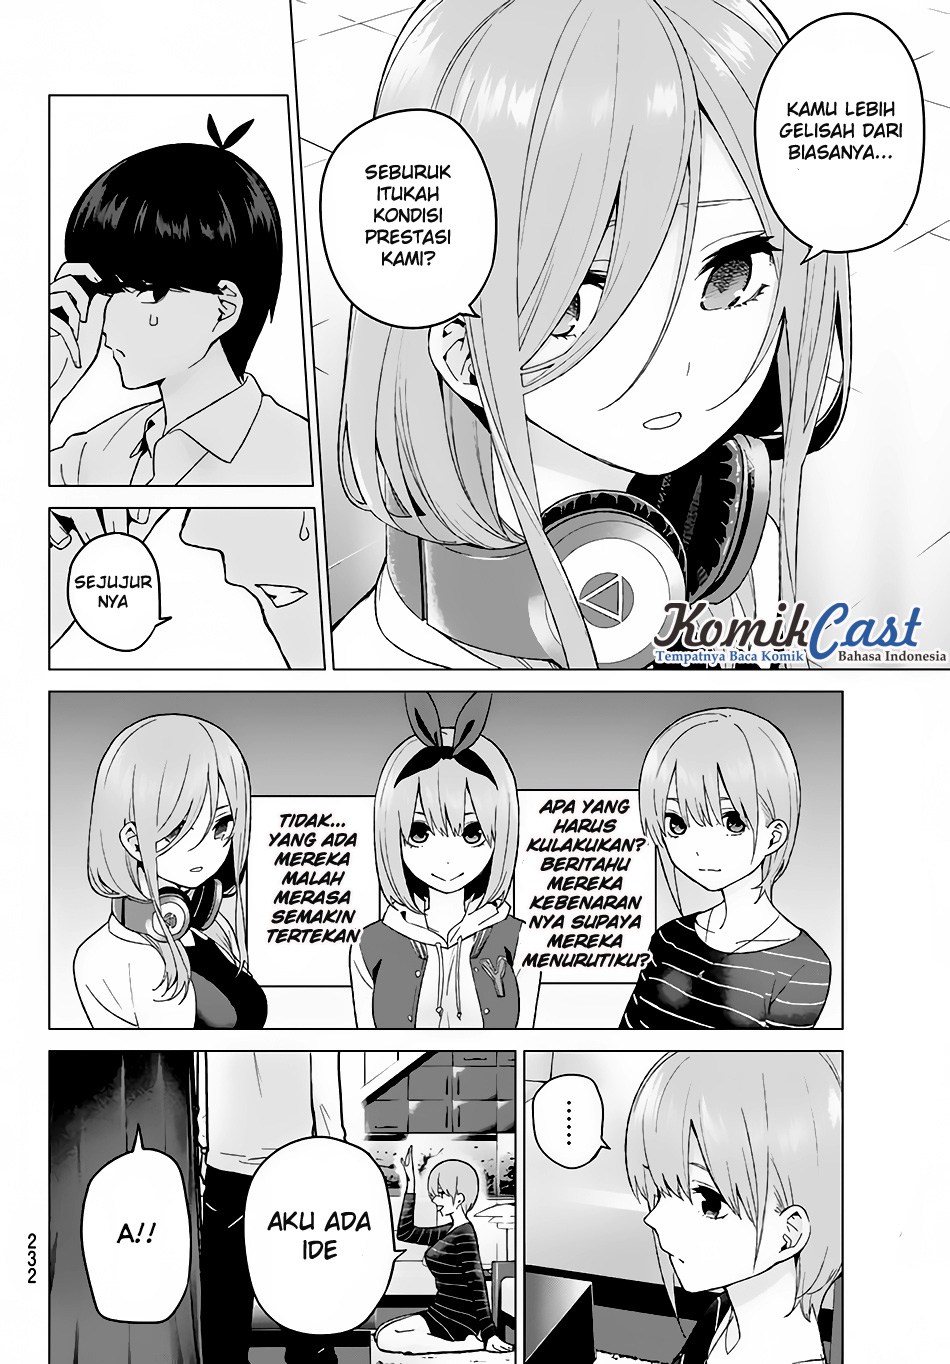 KAMU LEBIH
GELISAH DARI
BIASANYA...
SEBURUK
ITUKAH
KONDISI
PRESTASI
KAMI?
SEJUJUR
NYA
KomikCast
Tempatnya Baca Komik Bahasa Indonesia
APA YANG
HARUS
KULAKUKAN?
BERITAHU
MEREKA
KEBENARAN
NYA SUPAYA
MEREKA
MENURUTIKU?
TIDAK...
YANG ADA
MEREKA
MALAH
MERASA
SEMAKIN
TERTEKAN
Y
.......
AKU ADA
IDE
A!!
232